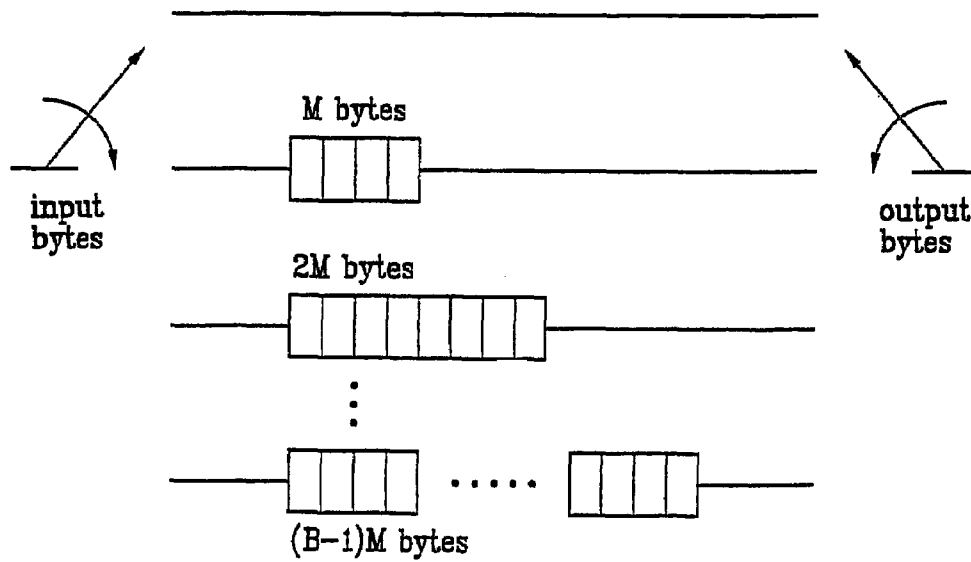 M bytes
input
bytes
output
bytes
2M bytes
(B-1)M bytes